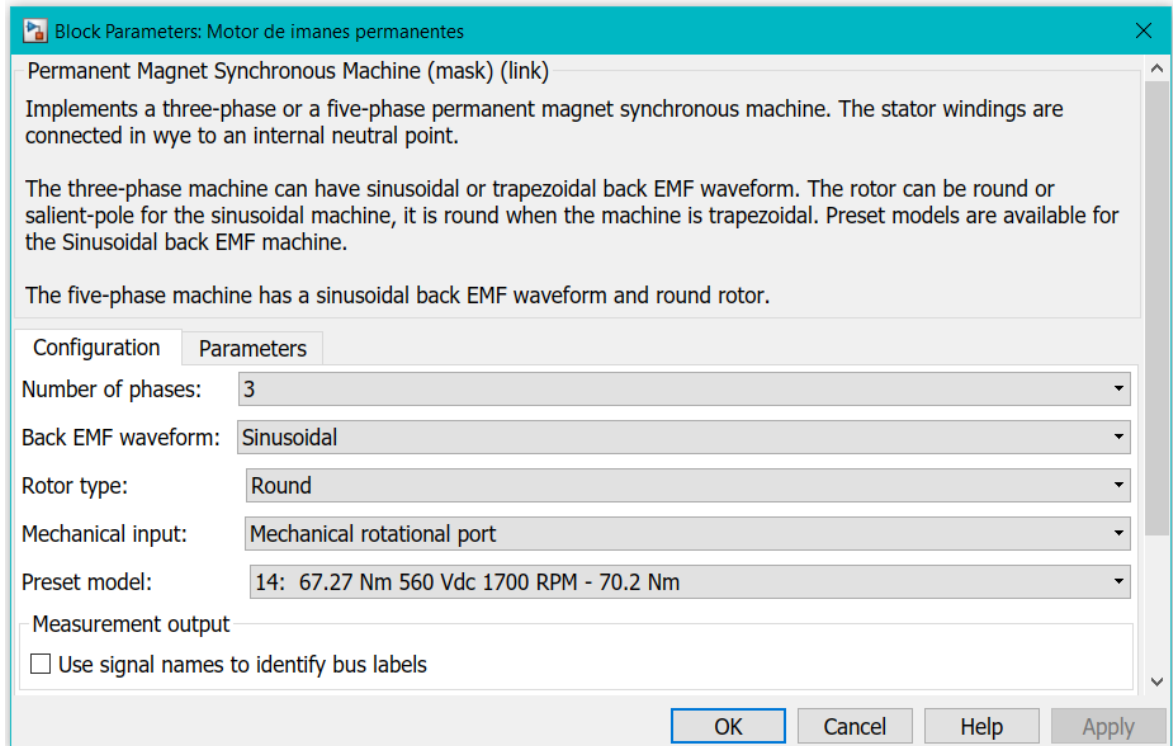 Block Parameters: Motor de imanes permanentes
Permanent Magnet Synchronous Machine (mask) (link)
Implements a three-phase or a five-phase permanent magnet synchronous machine. The stator windings are
connected in wye to an internal neutral point.
The three-phase machine can have sinusoidal or trapezoidal back EMF waveform. The rotor can be round or
salient-pole for the sinusoidal machine, it is round when the machine is trapezoidal. Preset models are available for
the Sinusoidal back EMF machine.
The five-phase machine has a sinusoidal back EMF waveform and round rotor.
Configuration Parameters
Number of phases: 3
Back EMF waveform: Sinusoidal
Rotor type: Round
Mechanical input: Mechanical rotational port
Preset model: 14: 67.27 Nm 560 Vdc 1700 RPM - 70.2 Nm
Measurement output
Use signal names to identify bus labels
OK Cancel Help Apply